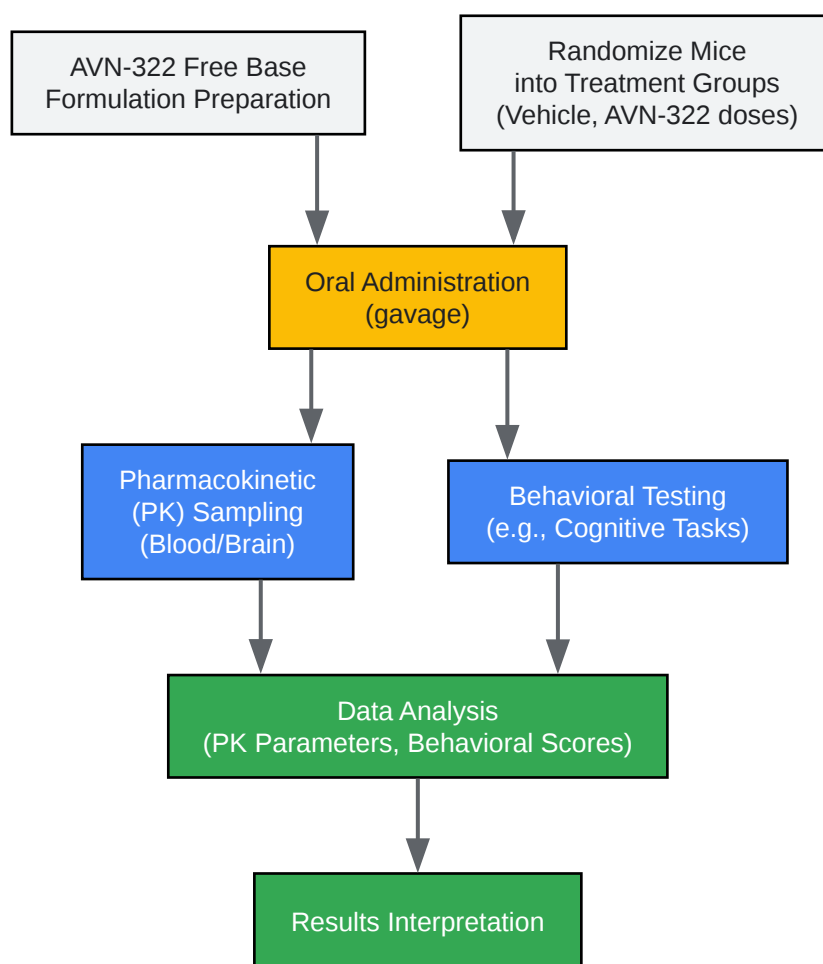 AVN-322 Free Base
Formulation Preparation
Randomize Mice
into Treatment Groups
(Vehicle, AVN-322 doses)
Oral Administration
(gavage)
Pharmacokinetic
(PK) Sampling
(Blood/Brain)
Behavioral Testing
(e.g., Cognitive Tasks)
Data Analysis
(PK Parameters, Behavioral Scores)
Results Interpretation